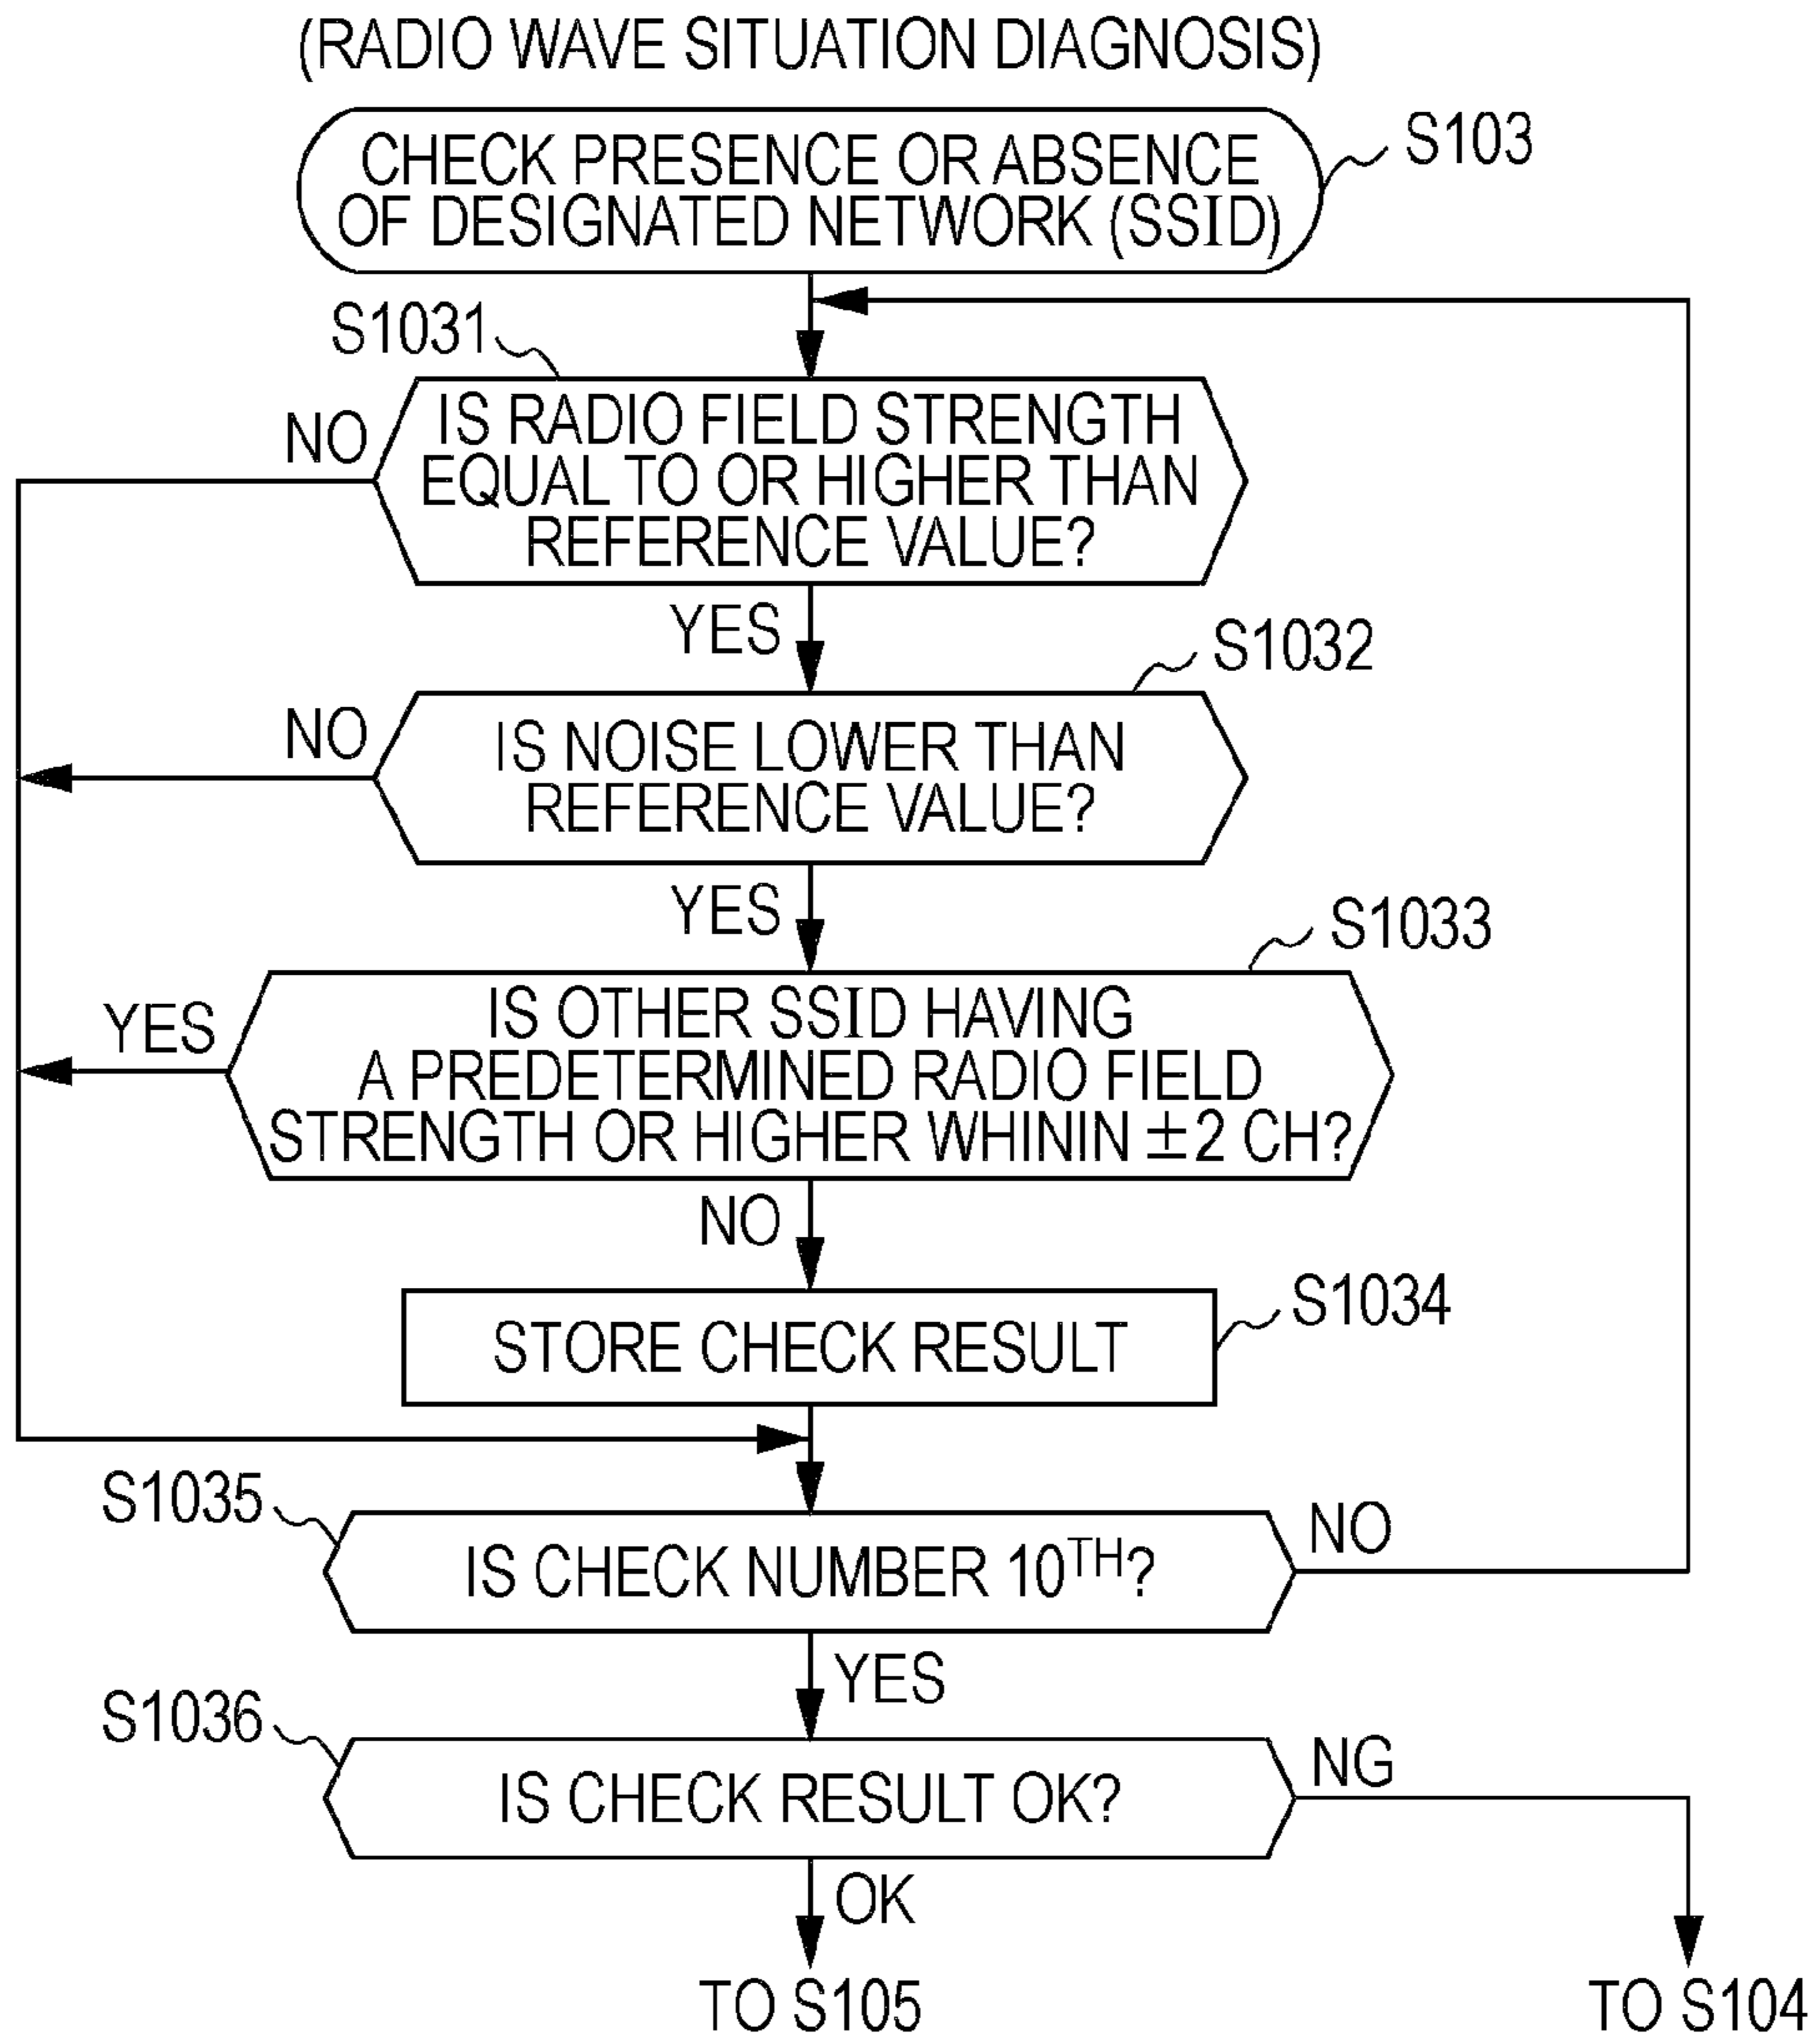 (RADIO WAVE SITUATION DIAGNOSIS)
CHECK PRESENCE OR ABSENCE
OF DESIGNATED NETWORK (SSID)
S103
S1031
IS RADIO FIELD STRENGTH
EQUAL TO OR HIGHER THAN
REFERENCE VALUE?
NO
YES
S1032
IS NOISE LOWER THAN
REFERENCE VALUE?
NO
YES
S1033
IS OTHER SSID HAVING
A PREDETERMINED RADIO FIELD
STRENGTH OR HIGHER WHININ ±2 CH?
YES
NO
S1034
STORE CHECK RESULT
S1035
IS CHECK NUMBER 10TH?
NO
YES
S1036
IS CHECK RESULT OK?
NG
OK
TO S105
TO S104